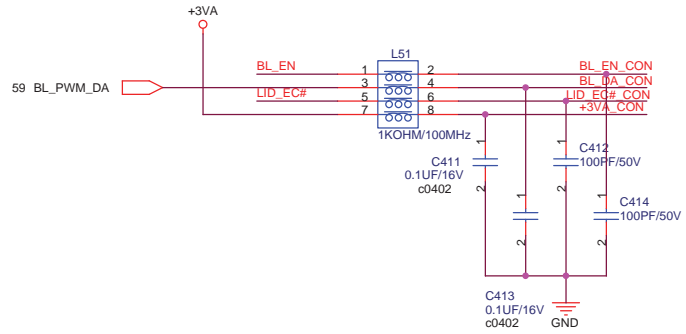 +3VA
L51
BL_EN 1 2 BL_EN_CON
59 BL_PWM_DA 3 4 BL_DA_CON
LID_EC# 5 6 LID_EC#_CON
7 8 +3VA_CON
1KOHM/100MHz
1 1
C411 C412
0.1UF/16V 100PF/50V
c0402
2 2
1 1
C414
100PF/50V
2 2
C413
0.1UF/16V
c0402
GND